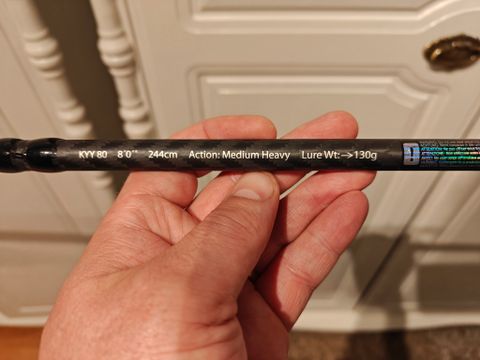 KYY 80 8'0'' 244cm Action: Medium Heavy Lure Wt: →130g